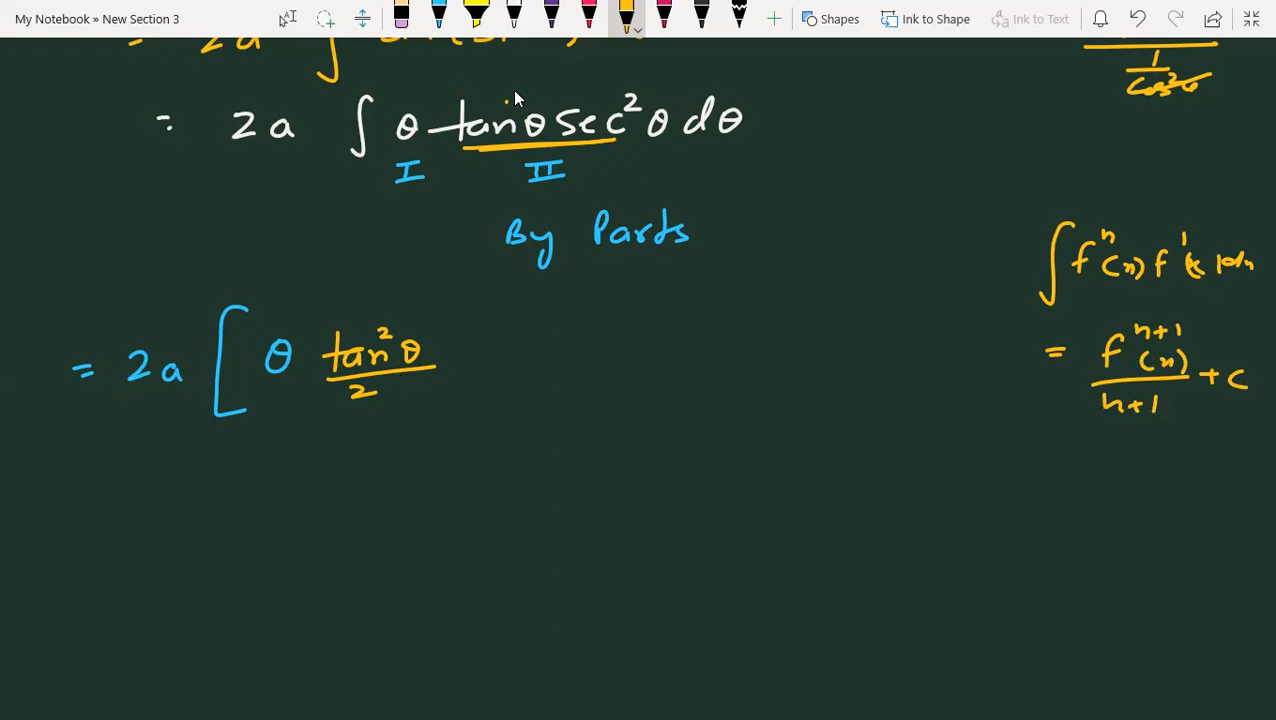 My Notebook » New Section 3
Shapes
Ink to Shape
Ink to Text
= 2a ∫
1
= 2a ∫ θ tanθ sec²θ dθ
I II
By Parts
∫ fⁿ(x) f'(x) dx
= fⁿ⁺¹(x) / n+1 + c
= 2a [ θ tan²θ / 2